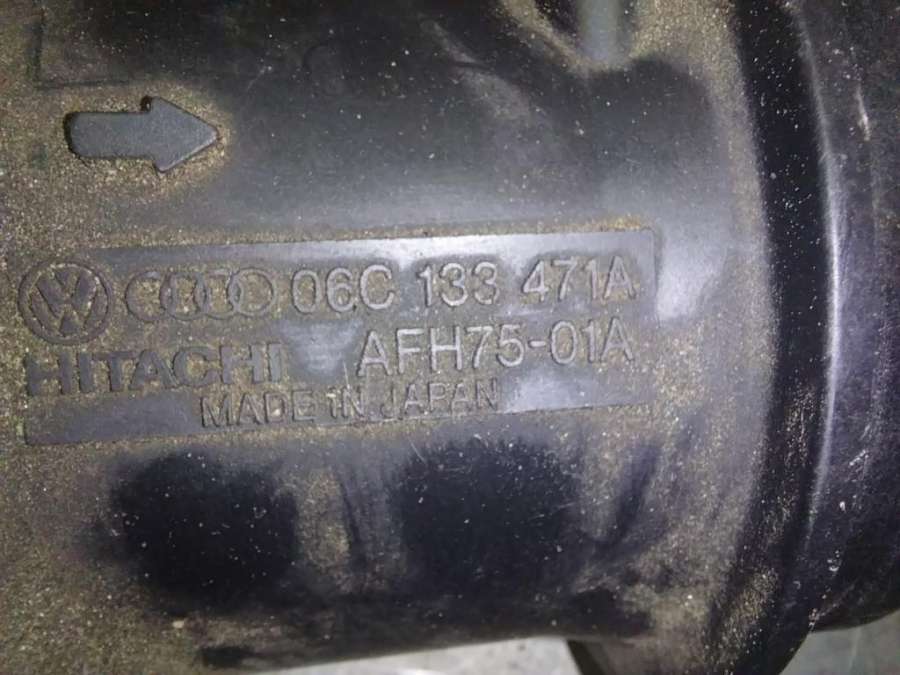 06C 133 471A
HITACHI AFH75-01A
MADE IN JAPAN